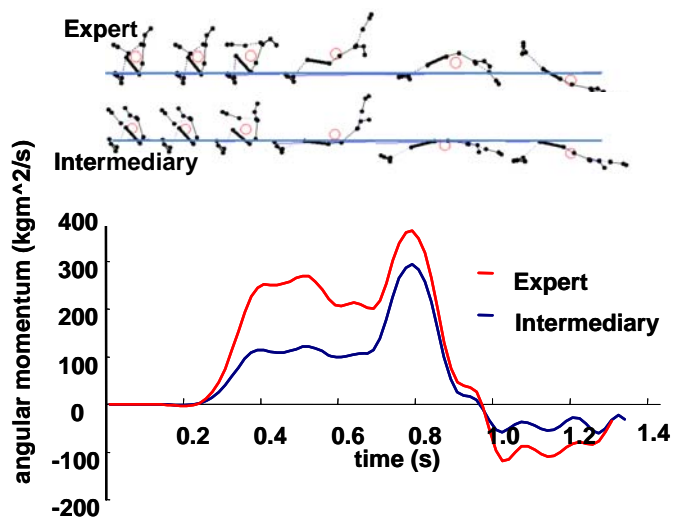 Expert
Intermediary
angular momentum (kgm^2/s)
400
300
200
100
0
-100
-200
Expert
Intermediary
0.2 0.4 0.6 0.8 1.0 1.2 1.4
time (s)